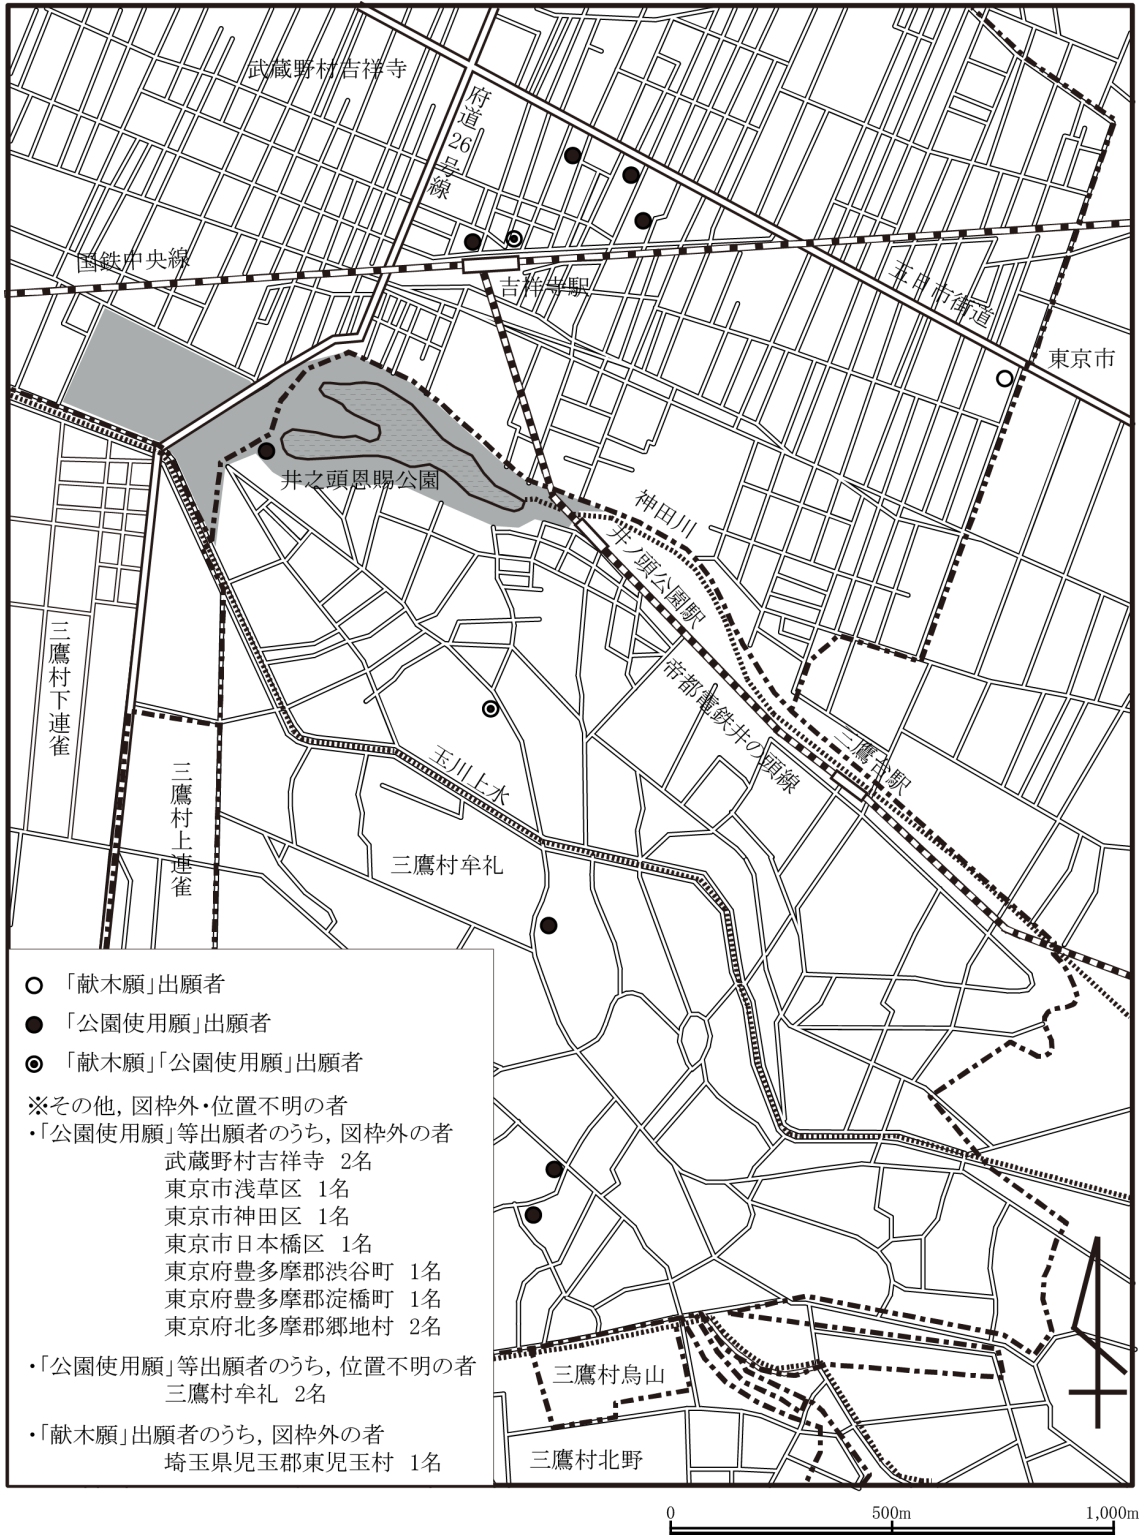 武蔵野村吉祥寺
府道26号線
国鉄中央線
吉祥寺駅
五日市街道
東京市
井之頭恩賜公園
神田川
井ノ頭公園駅
三鷹村下連雀
帝都電鉄井の頭線
三鷹台駅
玉川上水
三鷹村上連雀
三鷹村牟礼
「献木願」出願者
「公園使用願」出願者
「献木願」「公園使用願」出願者
※その他, 図枠外・位置不明の者
・「公園使用願」等出願者のうち, 図枠外の者
武蔵野村吉祥寺 2名
東京市浅草区 1名
東京市神田区 1名
東京市日本橋区 1名
東京府豊多摩郡渋谷町 1名
東京府豊多摩郡淀橋町 1名
東京府北多摩郡郷地村 2名
・「公園使用願」等出願者のうち, 位置不明の者
三鷹村牟礼 2名
・「献木願」出願者のうち, 図枠外の者
埼玉県児玉郡東児玉村 1名
三鷹村烏山
三鷹村北野
0 500m 1,000m